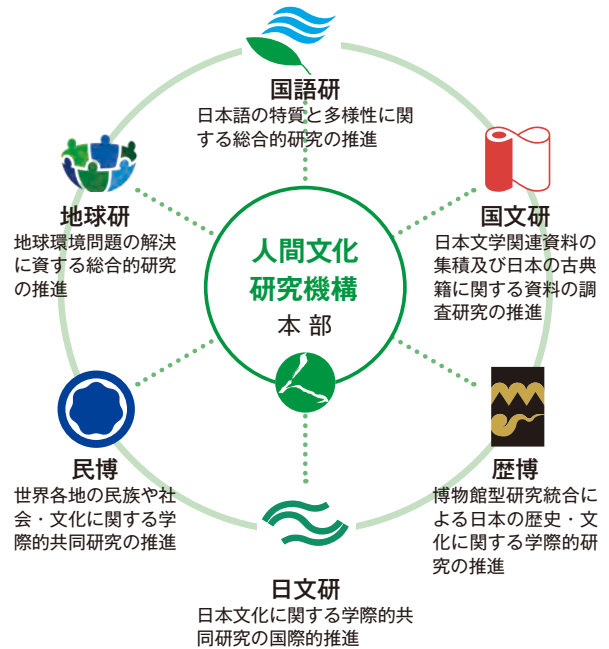 国語研
日本語の特質と多様性に関
する総合的研究の推進
地球研
地球環境問題の解決
に資する総合的研究
の推進
人間文化
研究機構
本 部
国文研
日本文学関連資料の
集積及び日本の古典
籍に関する資料の調
査研究の推進
民博
世界各地の民族や社
会・文化に関する学
際的共同研究の推進
歴博
博物館型研究統合に
よる日本の歴史・文
化に関する学際的研
究の推進
日文研
日本文化に関する学際的共
同研究の国際的推進